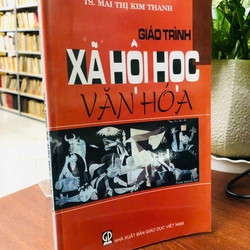 TS. MAI THỊ KIM THANH
GIÁO TRÌNH
XÃ HỘI HỌC
VĂN HÓA
NHÀ XUẤT BẢN GIÁO DỤC VIỆT NAM